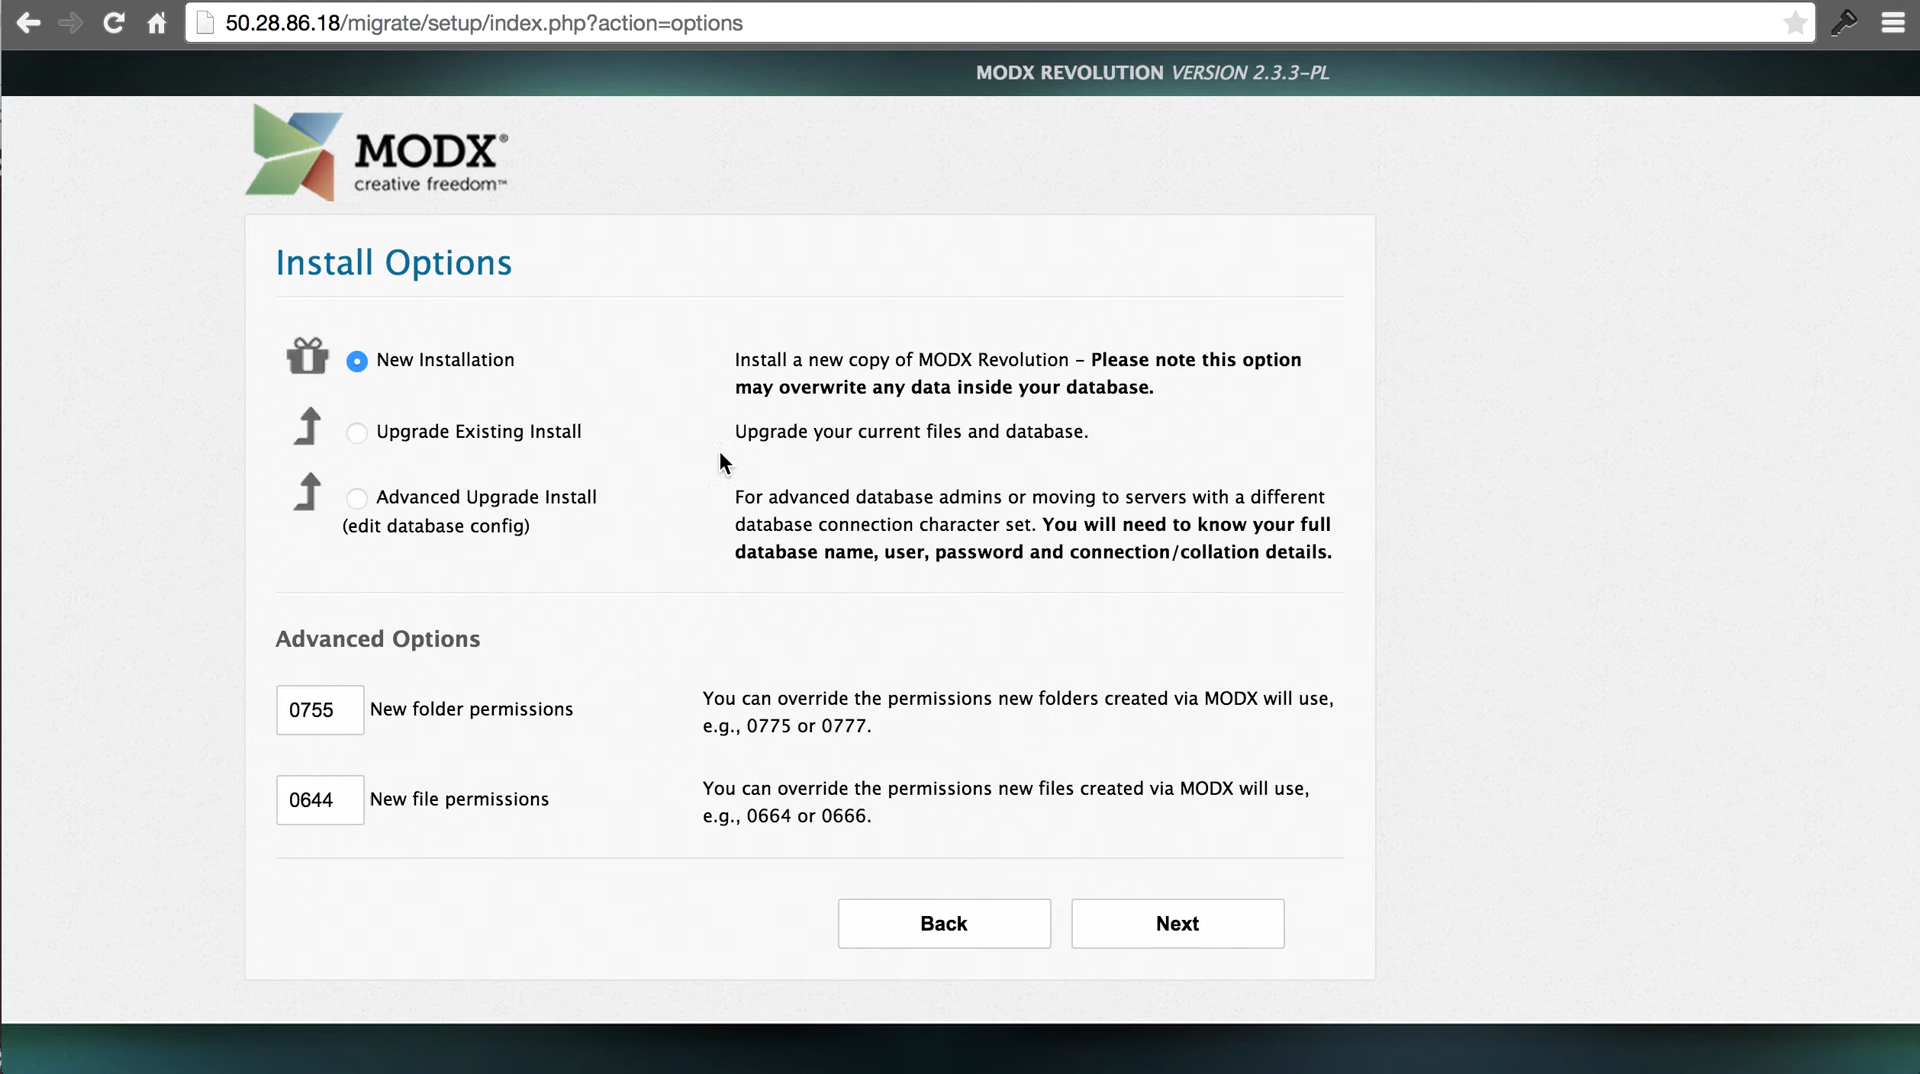 50.28.86.18/migrate/setup/index.php?action=options
MODX REVOLUTION VERSION 2.3.3-PL
MODX®
creative freedom™
Install Options
New Installation
Install a new copy of MODX Revolution – Please note this option
may overwrite any data inside your database.
Upgrade Existing Install
Upgrade your current files and database.
Advanced Upgrade Install
(edit database config)
For advanced database admins or moving to servers with a different
database connection character set. You will need to know your full
database name, user, password and connection/collation details.
Advanced Options
0755 New folder permissions
You can override the permissions new folders created via MODX will use,
e.g., 0775 or 0777.
0644 New file permissions
You can override the permissions new files created via MODX will use,
e.g., 0664 or 0666.
Back
Next